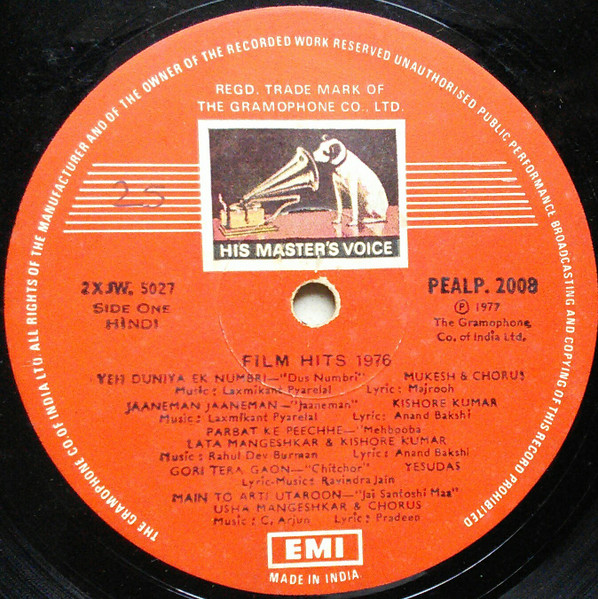 THE GRAMOPHONE CO. OF INDIA LTD. ALL RIGHTS OF THE MANUFACTURER AND OF THE OWNER OF THE RECORDED WORK RESERVED UNAUTHORISED PUBLIC PERFORMANCE BROADCASTING AND COPYING OF THIS RECORD PROHIBITED
REGD. TRADE MARK OF
THE GRAMOPHONE CO., LTD.
25
HIS MASTER'S VOICE
2XJW. 5027
SIDE ONE
HINDI
PEALP. 2008
℗ 1977
The Gramophone
Co. of India Ltd.
FILM HITS 1976
YEH DUNIYA EK NUMBRI—"Dus Numbri" MUKESH & CHORUS
Music: Laxmikant Pyarelal Lyric: Majrooh
JAANEMAN JAANEMAN—"Jaaneman" KISHORE KUMAR
Music: Laxmikant Pyarelal Lyric: Anand Bakshi
PARBAT KE PEECHHE—"Mehbooba
LATA MANGESHKAR & KISHORE KUMAR
Music: Rahul Dev Burman Lyric: Anand Bakshi
GORI TERA GAON—"Chitchor" YESUDAS
Lyric-Music: Ravindra Jain
MAIN TO ARTI UTAROON—"Jai Santoshi Maa"
USHA MANGESHKAR & CHORUS
Music: C. Arjun Lyric: Pradeep
EMI
MADE IN INDIA.